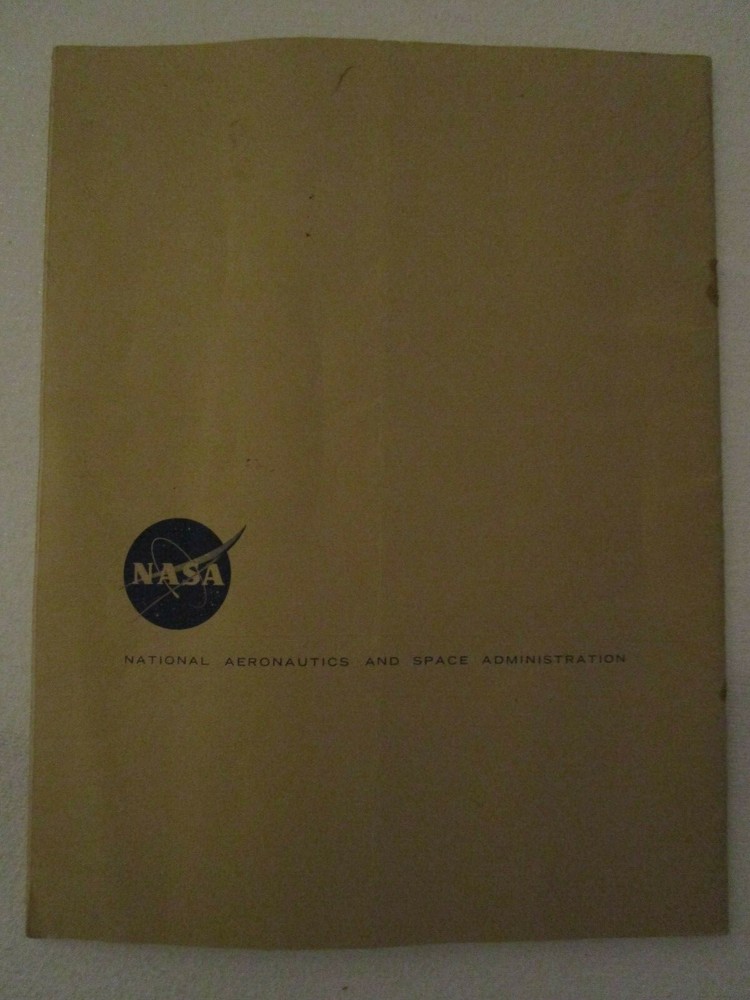 NASA
NATIONAL AERONAUTICS AND SPACE ADMINISTRATION